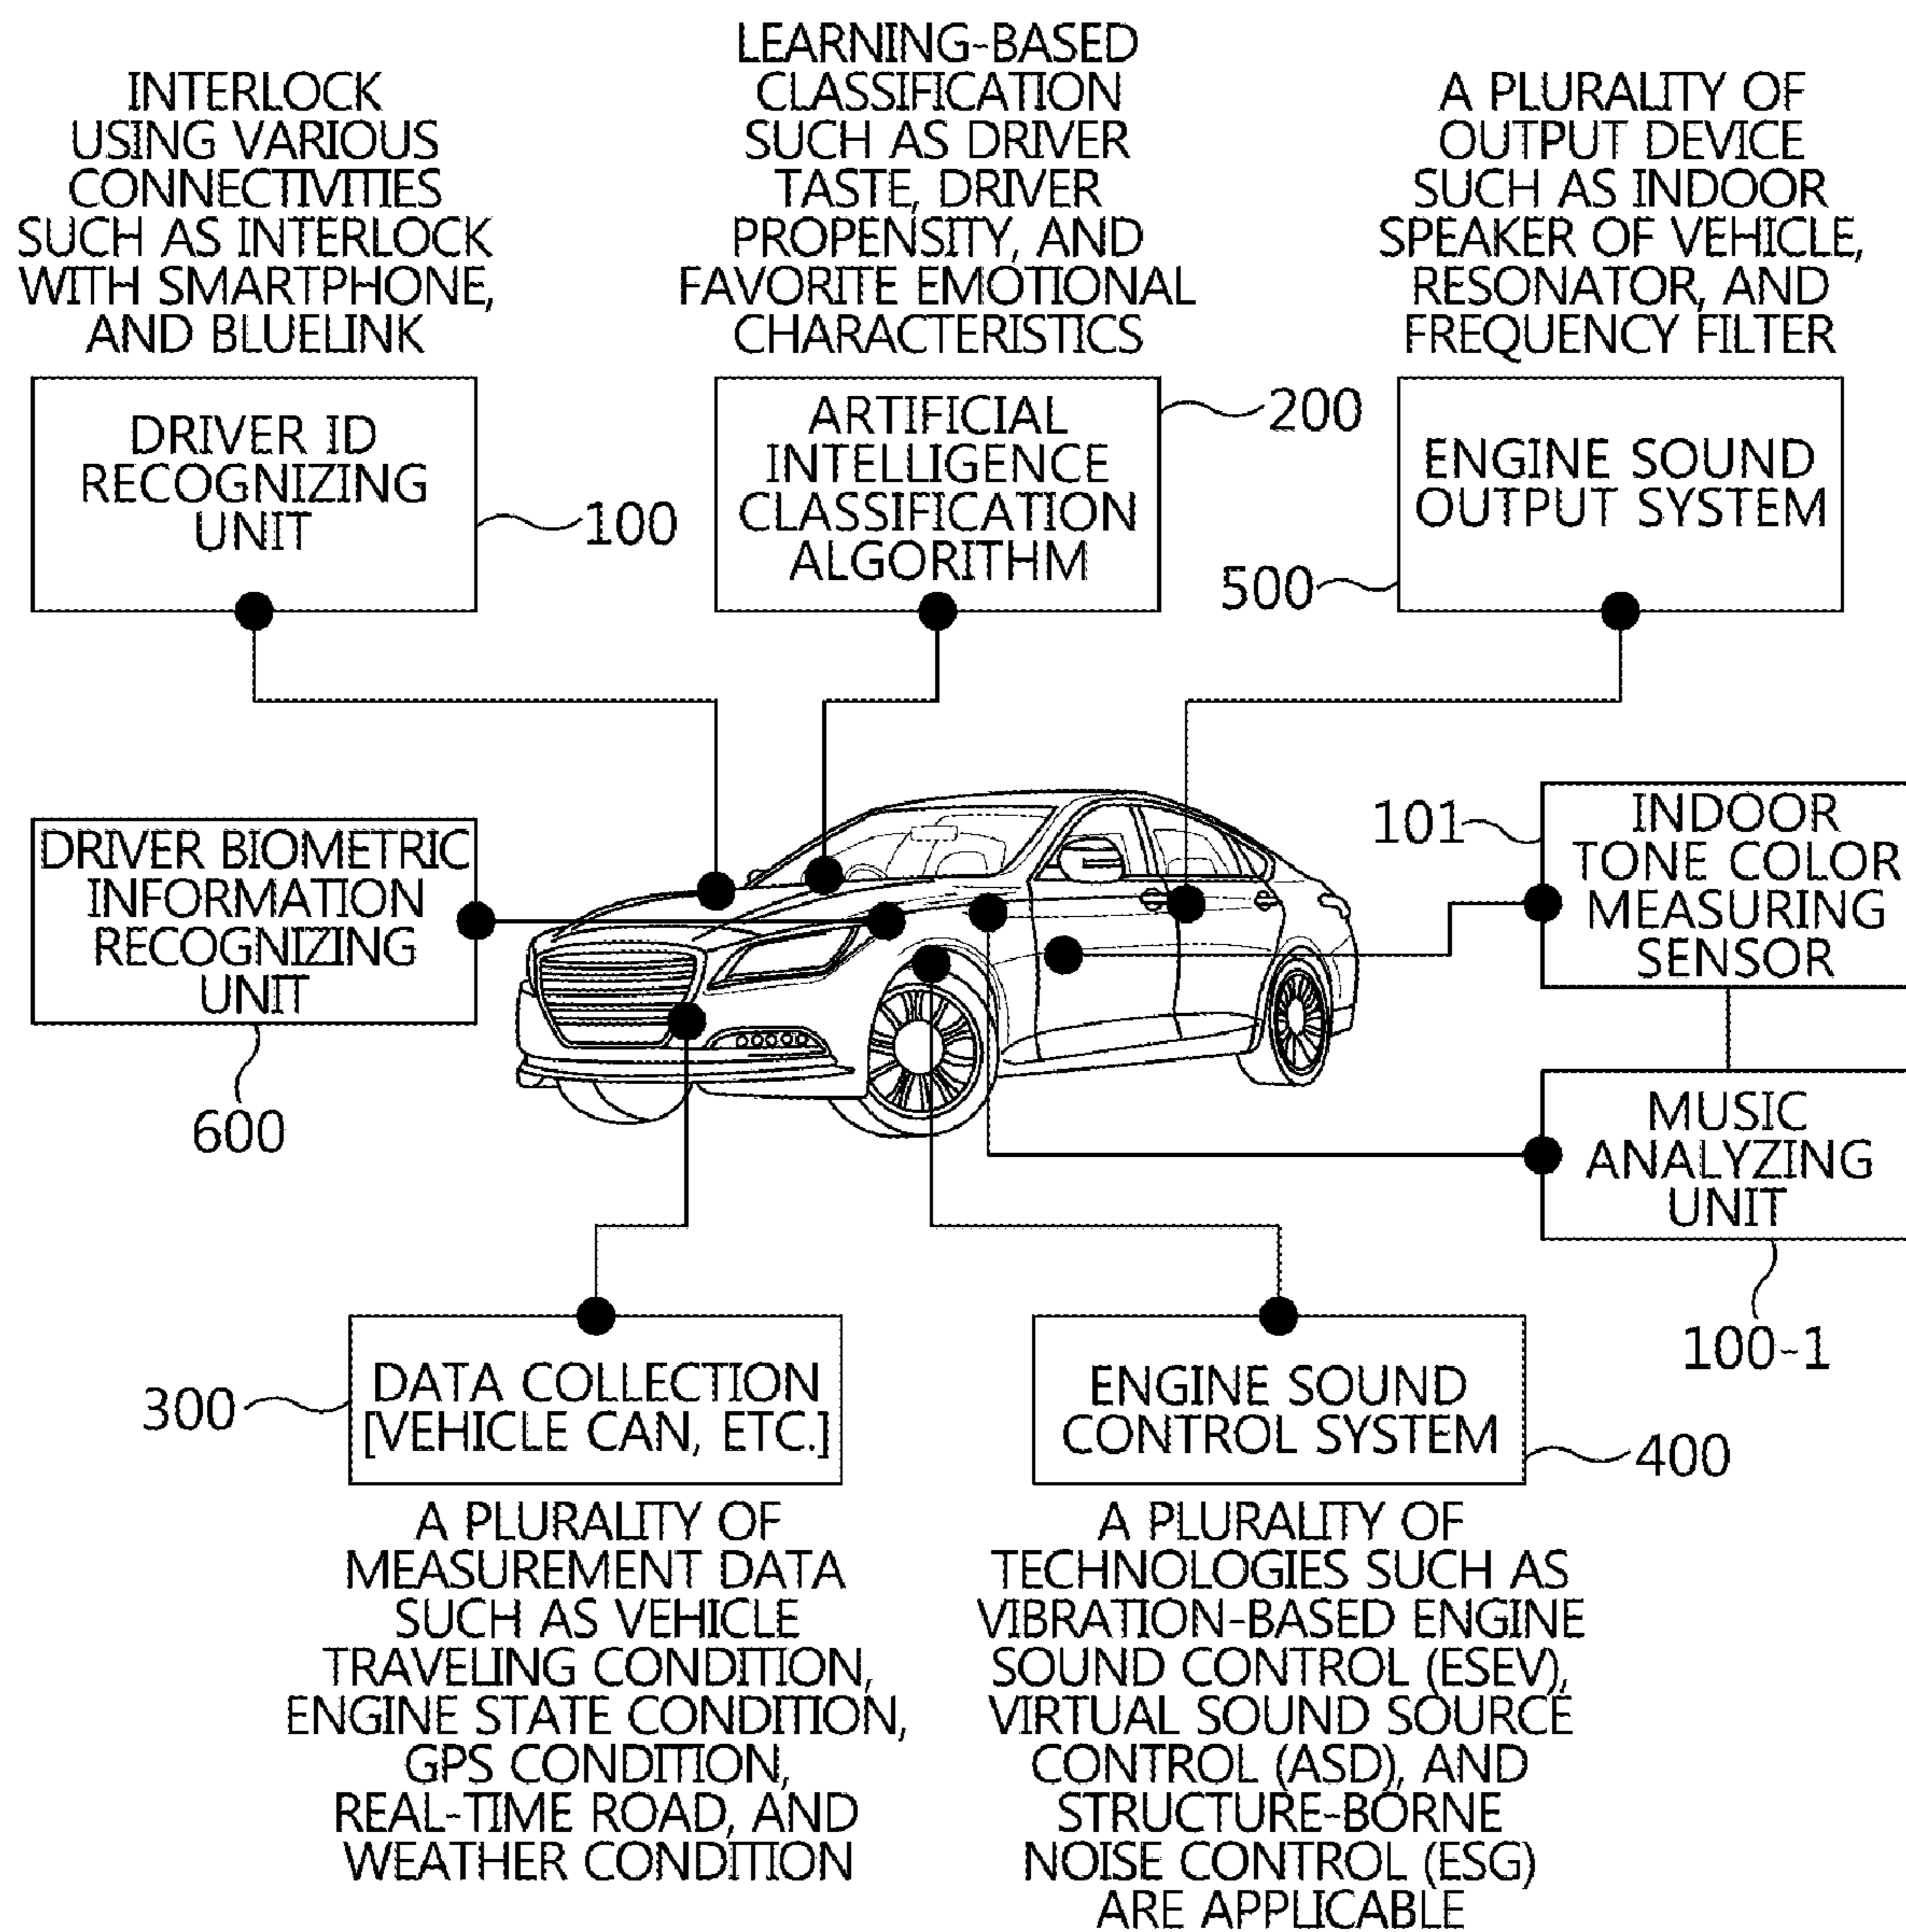 INTERLOCK
USING VARIOUS
CONNECTIVITIES
SUCH AS INTERLOCK
WITH SMARTPHONE,
AND BLUELINK
DRIVER ID
RECOGNIZING
UNIT
100
LEARNING-BASED
CLASSIFICATION
SUCH AS DRIVER
TASTE, DRIVER
PROPENSITY, AND
FAVORITE EMOTIONAL
CHARACTERISTICS
ARTIFICIAL
INTELLIGENCE
CLASSIFICATION
ALGORITHM
200
A PLURALITY OF
OUTPUT DEVICE
SUCH AS INDOOR
SPEAKER OF VEHICLE,
RESONATOR, AND
FREQUENCY FILTER
ENGINE SOUND
OUTPUT SYSTEM
500
DRIVER BIOMETRIC
INFORMATION
RECOGNIZING
UNIT
600
101
INDOOR
TONE COLOR
MEASURING
SENSOR
MUSIC
ANALYZING
UNIT
100-1
300
DATA COLLECTION
[VEHICLE CAN, ETC.]
A PLURALITY OF
MEASUREMENT DATA
SUCH AS VEHICLE
TRAVELING CONDITION,
ENGINE STATE CONDITION,
GPS CONDITION,
REAL-TIME ROAD, AND
WEATHER CONDITION
ENGINE SOUND
CONTROL SYSTEM
400
A PLURALITY OF
TECHNOLOGIES SUCH AS
VIBRATION-BASED ENGINE
SOUND CONTROL (ESEV),
VIRTUAL SOUND SOURCE
CONTROL (ASD), AND
STRUCTURE-BORNE
NOISE CONTROL (ESG)
ARE APPLICABLE